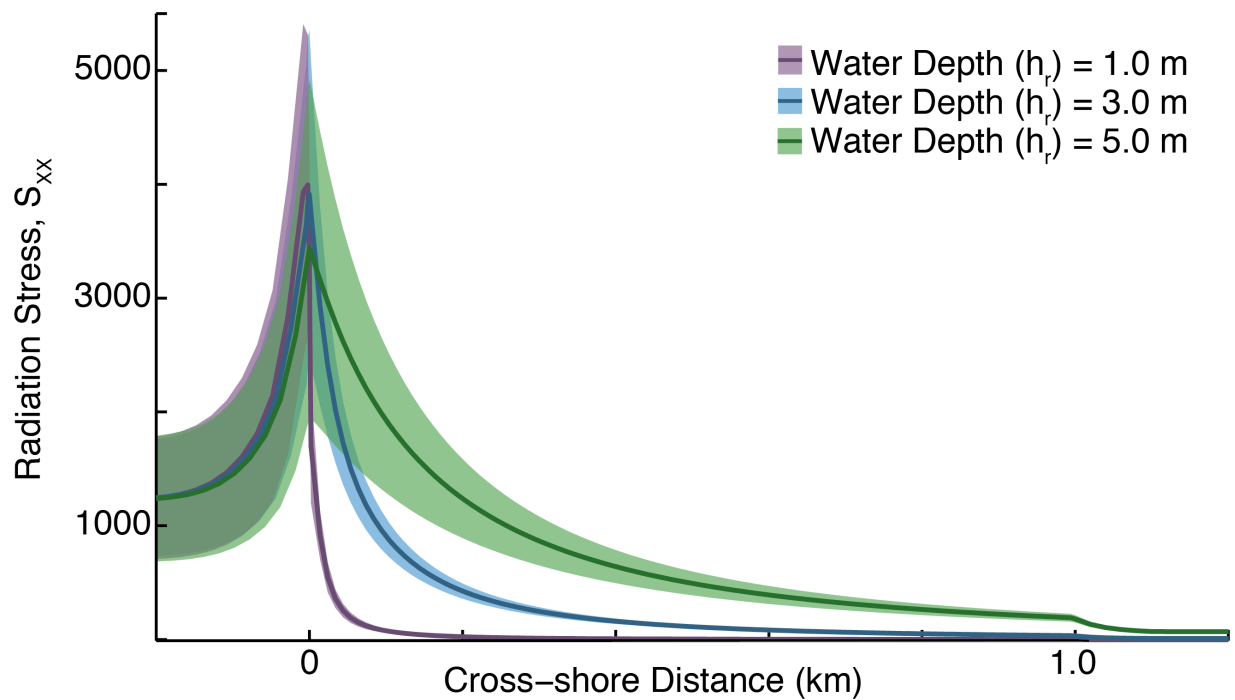 5000
3000
1000
Radiation Stress, Sxx
Water Depth (hr) = 1.0 m
Water Depth (hr) = 3.0 m
Water Depth (hr) = 5.0 m
0
1.0
Cross−shore Distance (km)